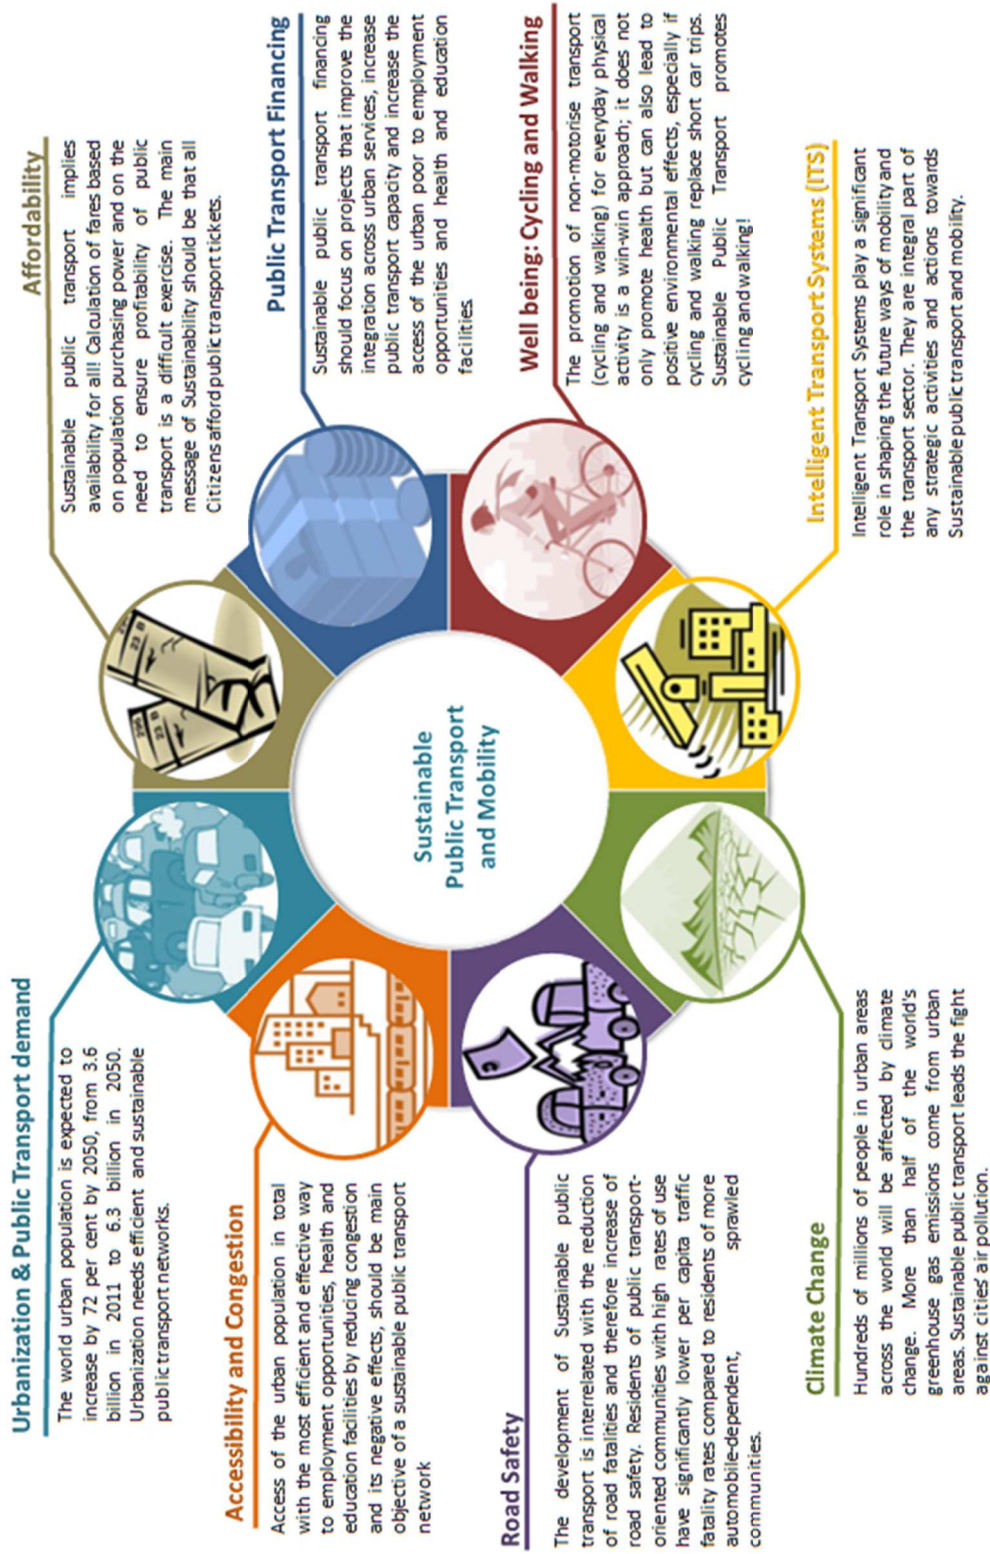 Urbanization & Public Transport demand
The world urban population is expected to
increase by 72 per cent by 2050, from 3.6
billion in 2011 to 6.3 billion in 2050.
Urbanization needs efficient and sustainable
public transport networks.
Accessibility and Congestion
Access of the urban population in total
with the most efficient and effective way
to employment opportunities, health and
education facilities by reducing congestion
and its negative effects, should be main
objective of a sustainable public transport
network
Road Safety
The development of Sustainable public
transport is interrelated with the reduction
of road fatalities and therefore increase of
road safety. Residents of public transport-
oriented communities with high rates of use
have significantly lower per capita traffic
fatality rates compared to residents of more
automobile-dependent, sprawled
communities.
Climate Change
Hundreds of millions of people in urban areas
across the world will be affected by climate
change. More than half of the world's
greenhouse gas emissions come from urban
areas. Sustainable public transport leads the fight
against cities' air pollution.
Sustainable
Public Transport
and Mobility
Affordability
Sustainable public transport implies
availability for all! Calculation of fares based
on population purchasing power and on the
need to ensure profitability of public
transport is a difficult exercise. The main
message of Sustainability should be that all
Citizens afford public transport tickets.
23 B
23 B
Public Transport Financing
Sustainable public transport financing
should focus on projects that improve the
integration across urban services, increase
public transport capacity and increase the
access of the urban poor to employment
opportunities and health and education
facilities.
Well being: Cycling and Walking
The promotion of non-motorise transport
(cycling and walking) for everyday physical
activity is a win-win approach; it does not
only promote health but can also lead to
positive environmental effects, especially if
cycling and walking replace short car trips.
Sustainable Public Transport promotes
cycling and walking!
Intelligent Transport Systems (ITS)
Intelligent Transport Systems play a significant
role in shaping the future ways of mobility and
the transport sector. They are integral part of
any strategic activities and actions towards
Sustainable public transport and mobility.